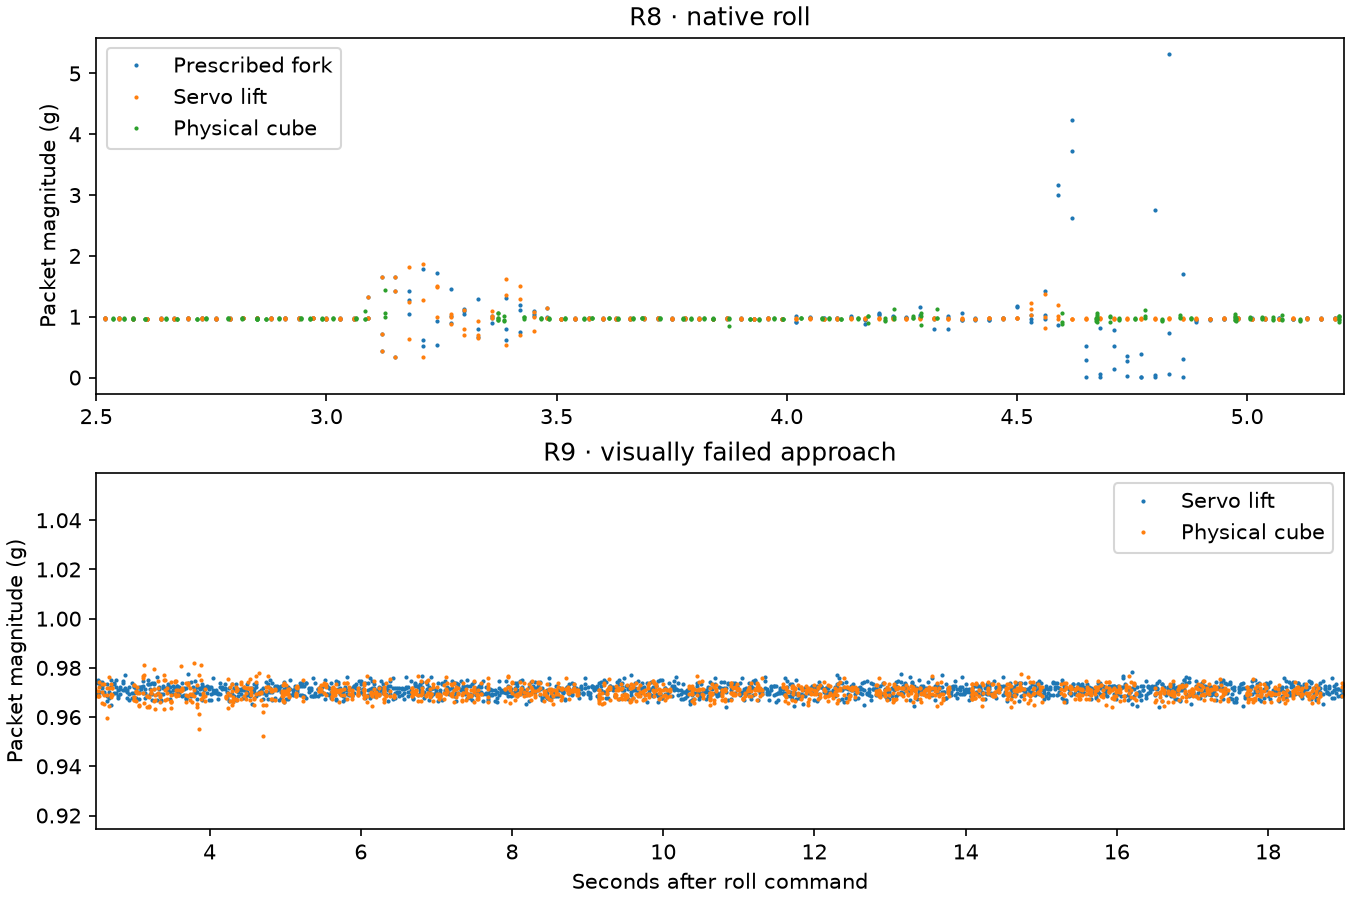 R8 · native roll
Prescribed fork
Servo lift
Physical cube
Packet magnitude (g)
5
4
3
2
1
0
2.5 3.0 3.5 4.0 4.5 5.0
R9 · visually failed approach
Servo lift
Physical cube
Packet magnitude (g)
1.04
1.02
1.00
0.98
0.96
0.94
0.92
4 6 8 10 12 14 16 18
Seconds after roll command